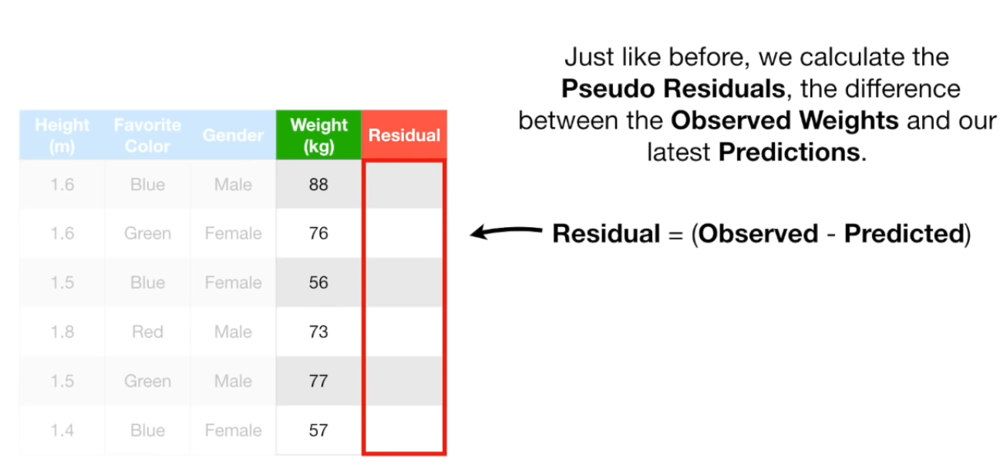 Just like before, we calculate the
Pseudo Residuals, the difference
between the Observed Weights and our
latest Predictions.
Height (m) Favorite Color Gender Weight (kg) Residual
1.6 Blue Male 88
1.6 Green Female 76
1.5 Blue Female 56
1.8 Red Male 73
1.5 Green Male 77
1.4 Blue Female 57
Residual = (Observed - Predicted)